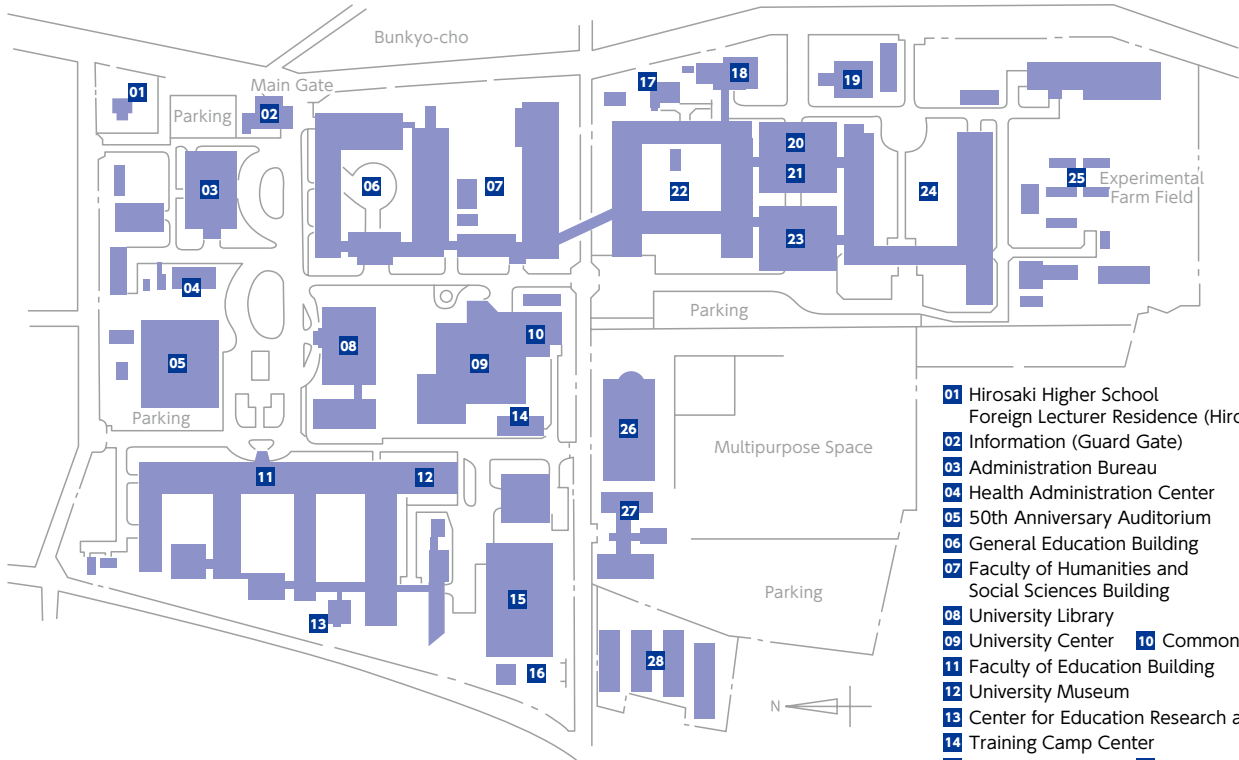 Bunkyo-cho
Main Gate
01
Parking
02
17
18
19
20
03
06
07
21
22
24
25
Experimental
Farm Field
23
04
Parking
10
08
05
09
14
Parking
26
Multipurpose Space
11
12
27
15
Parking
13
28
16
N
01 Hirosaki Higher School
Foreign Lecturer Residence (Hiro
02 Information (Guard Gate)
03 Administration Bureau
04 Health Administration Center
05 50th Anniversary Auditorium
06 General Education Building
07 Faculty of Humanities and
Social Sciences Building
08 University Library
09 University Center 10 Common
11 Faculty of Education Building
12 University Museum
13 Center for Education Research a
14 Training Camp Center